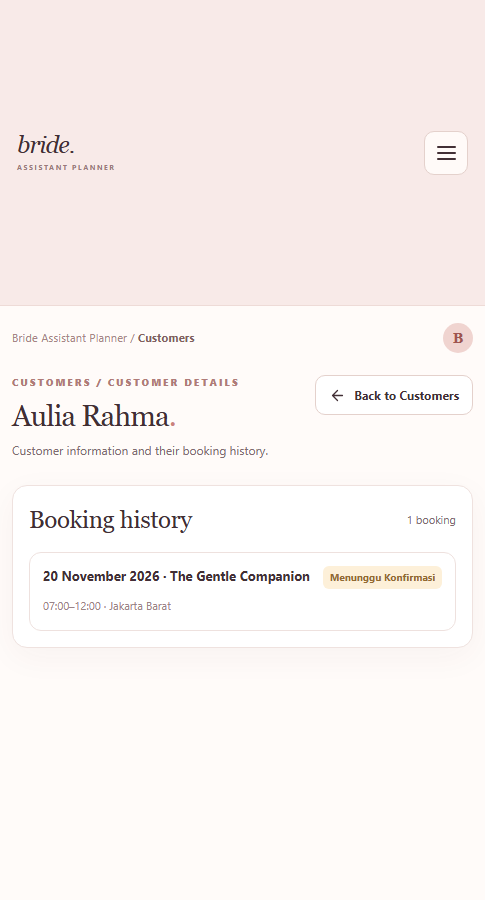 bride.
ASSISTANT PLANNER
Bride Assistant Planner / Customers
B
CUSTOMERS / CUSTOMER DETAILS
Aulia Rahma.
Back to Customers
Customer information and their booking history.
Booking history
1 booking
20 November 2026 · The Gentle Companion
Menunggu Konfirmasi
07:00–12:00 · Jakarta Barat